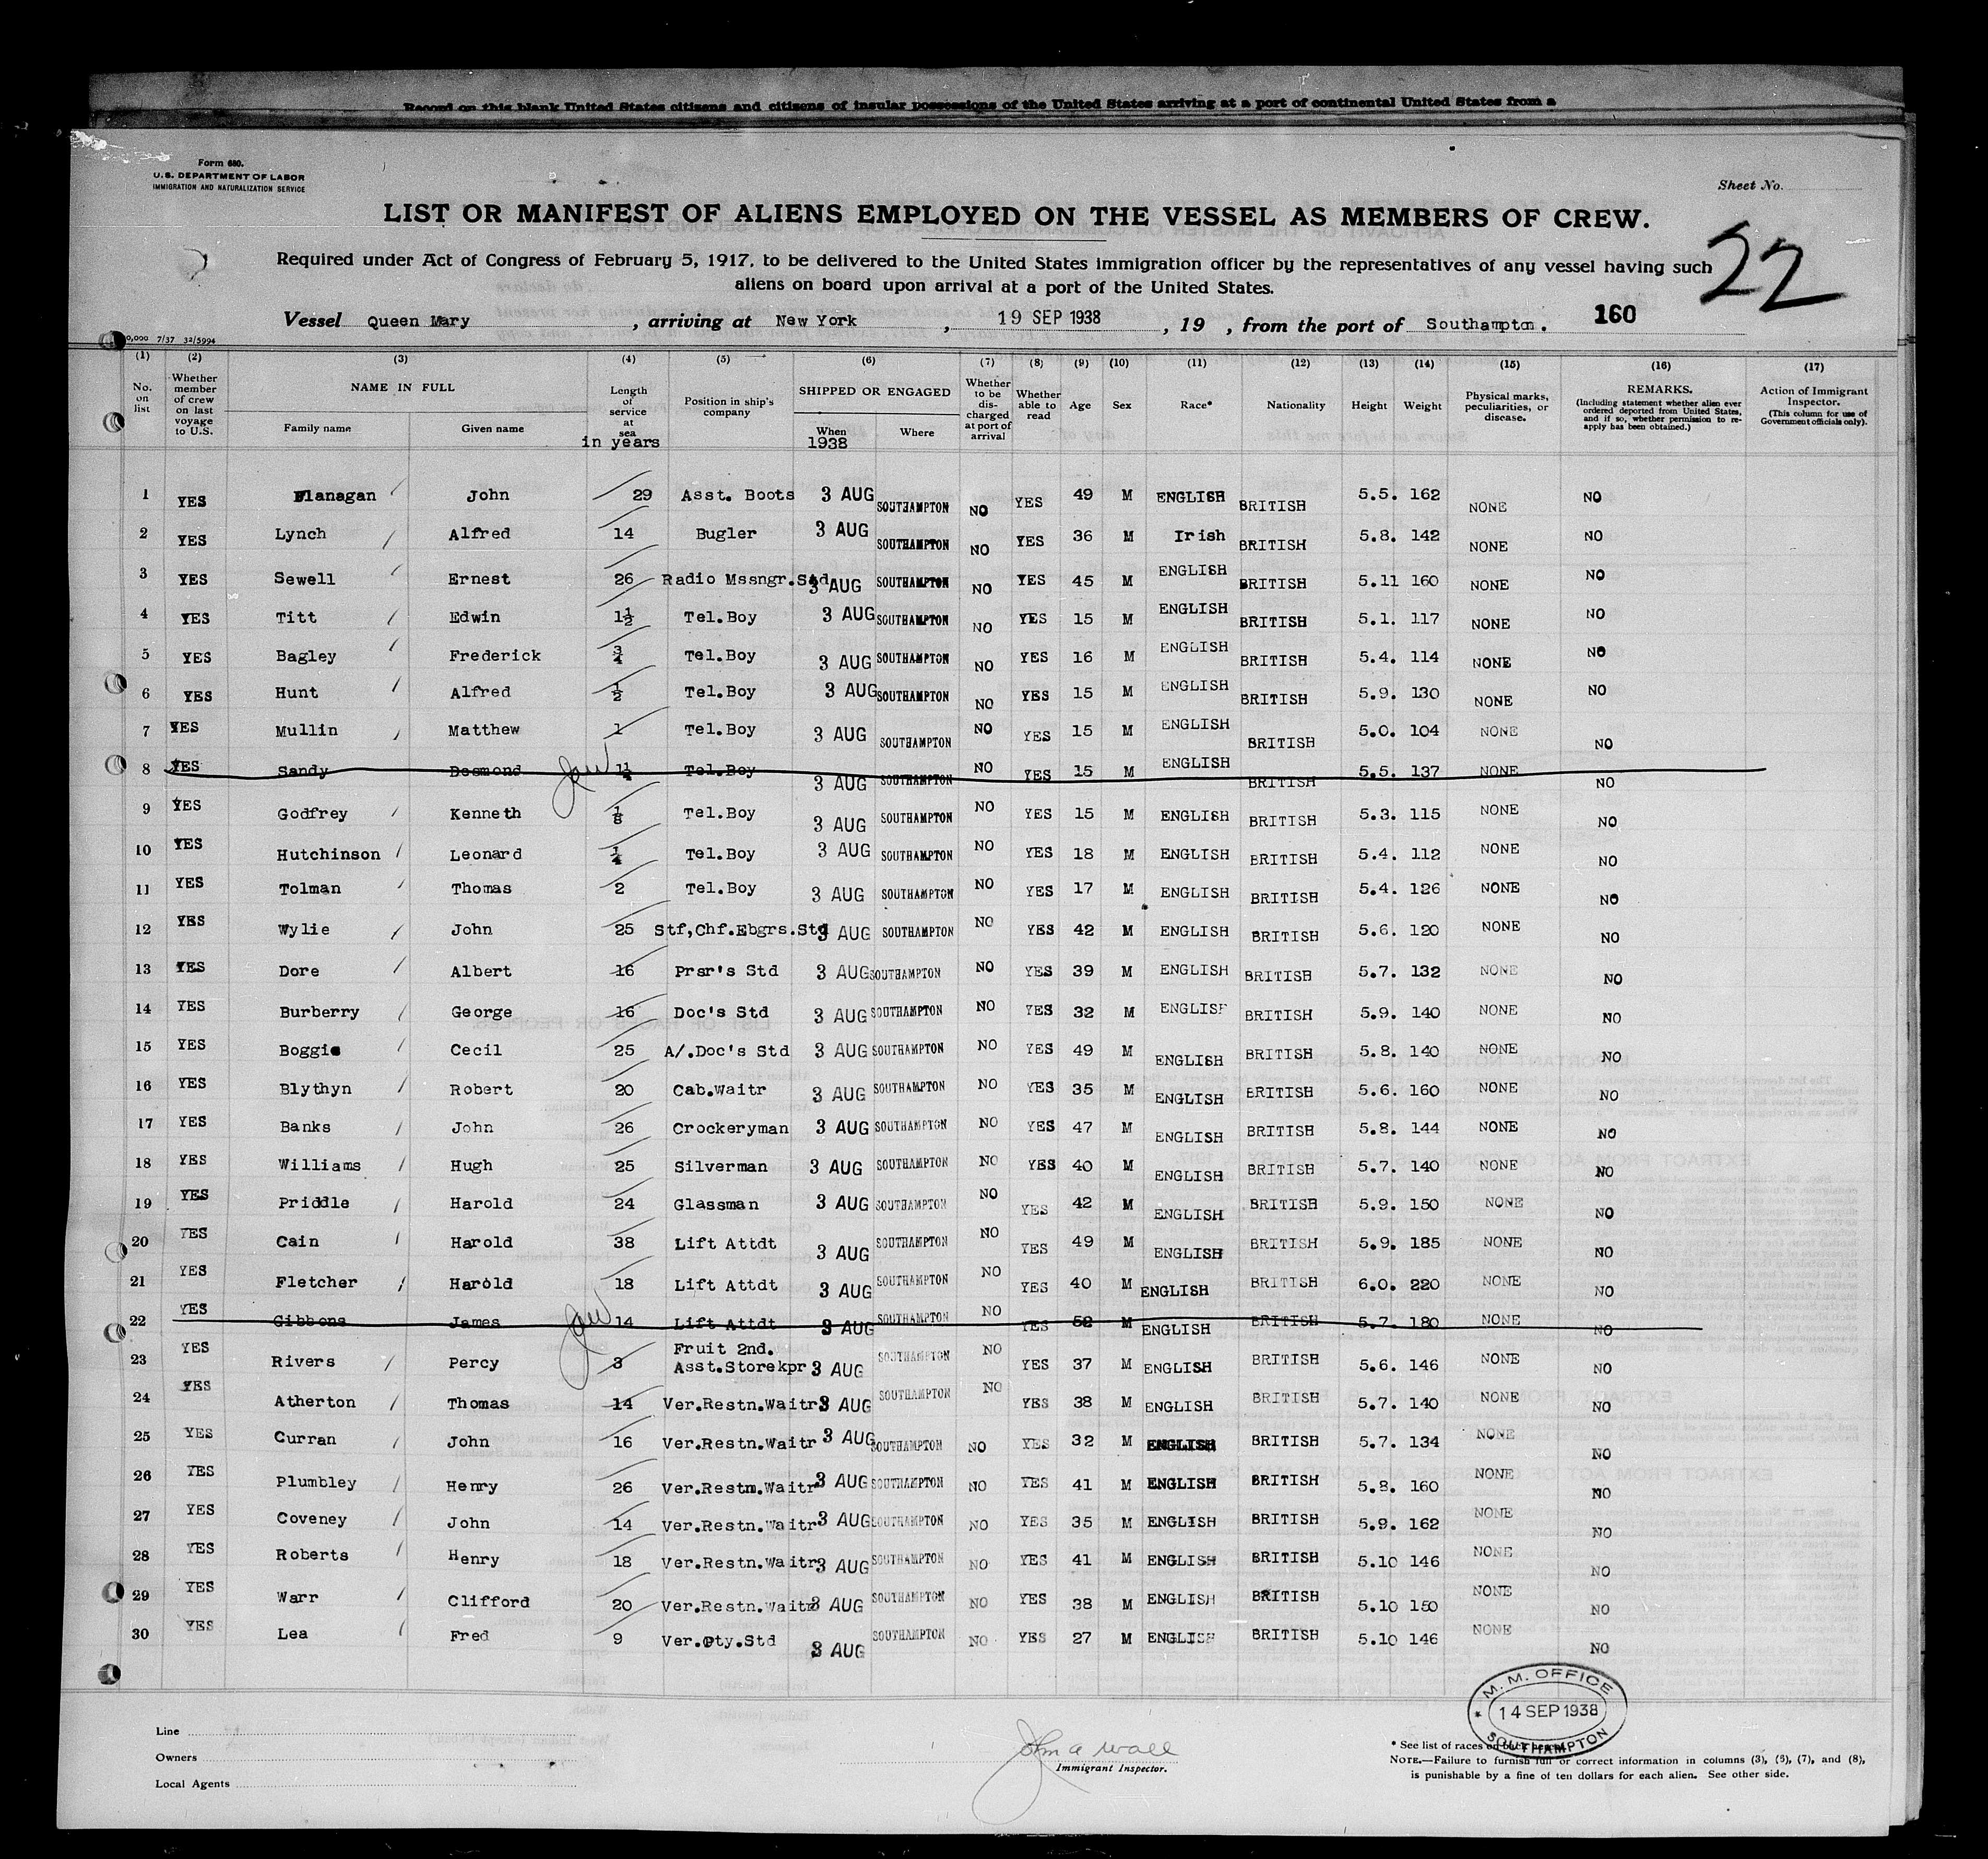 Record on this blank United States citizens and citizens of insular possessions of the United States arriving at a port of continental United States from a
Form 680.
U.S. DEPARTMENT OF LABOR
IMMIGRATION AND NATURALIZATION SERVICE
Sheet No.
LIST OR MANIFEST OF ALIENS EMPLOYED ON THE VESSEL AS MEMBERS OF CREW.
22
Required under Act of Congress of February 5, 1917, to be delivered to the United States immigration officer by the representatives of any vessel having such
aliens on board upon arrival at a port of the United States.
Vessel Queen Mary, arriving at New York, 19 SEP 1938, 19 , from the port of Southampton. 160
0,000 7/37 32/5994
(1) (2) (3) (4) (5) (6) (7) (8) (9) (10) (11) (12) (13) (14) (15) (16) (17)
No. on list
Whether member of crew on last voyage to U.S.
NAME IN FULL
Family name
Given name
Length of service at sea
in years
Position in ship's company
SHIPPED OR ENGAGED
When
1938
Where
Whether to be discharged at port of arrival
Whether able to read
Age
Sex
Race*
Nationality
Height
Weight
Physical marks, peculiarities, or disease.
REMARKS.
(Including statement whether alien ever ordered deported from United States, and if so, whether permission to reapply has been obtained.)
Action of Immigrant Inspector.
(This column for use of Government officials only).
1 YES Flanagan John 29 Asst. Boots 3 AUG SOUTHAMPTON NO YES 49 M ENGLISH BRITISH 5.5. 162 NONE NO
2 YES Lynch Alfred 14 Bugler 3 AUG SOUTHAMPTON NO YES 36 M Irish BRITISH 5.8. 142 NONE NO
3 YES Sewell Ernest 26 Radio Mssngr.Std 3 AUG SOUTHAMPTON NO YES 45 M ENGLISH BRITISH 5.11 160 NONE NO
4 YES Titt Edwin 1½ Tel.Boy 3 AUG SOUTHAMPTON NO YES 15 M ENGLISH BRITISH 5.1. 117 NONE NO
5 YES Bagley Frederick ¾ Tel.Boy 3 AUG SOUTHAMPTON NO YES 16 M ENGLISH BRITISH 5.4. 114 NONE NO
6 YES Hunt Alfred ½ Tel.Boy 3 AUG SOUTHAMPTON NO YES 15 M ENGLISH BRITISH 5.9. 130 NONE NO
7 YES Mullin Matthew 1 Tel.Boy 3 AUG SOUTHAMPTON NO YES 15 M ENGLISH BRITISH 5.0. 104 NONE NO
8 YES Sandy Desmond Jaw 1¼ Tel.Boy 3 AUG SOUTHAMPTON NO YES 15 M ENGLISH BRITISH 5.5. 137 NONE NO
9 YES Godfrey Kenneth ⅛ Tel.Boy 3 AUG SOUTHAMPTON NO YES 15 M ENGLISH BRITISH 5.3. 115 NONE NO
10 YES Hutchinson Leonard ¼ Tel.Boy 3 AUG SOUTHAMPTON NO YES 18 M ENGLISH BRITISH 5.4. 112 NONE NO
11 YES Tolman Thomas 2 Tel.Boy 3 AUG SOUTHAMPTON NO YES 17 M ENGLISH BRITISH 5.4. 126 NONE NO
12 YES Wylie John 25 Stf,Chf.Ebgrs.Std 3 AUG SOUTHAMPTON NO YES 42 M ENGLISH BRITISH 5.6. 120 NONE NO
13 YES Dore Albert 16 Prsr's Std 3 AUG SOUTHAMPTON NO YES 39 M ENGLISH BRITISH 5.7. 132 NONE NO
14 YES Burberry George 16 Doc's Std 3 AUG SOUTHAMPTON NO YES 32 M ENGLISH BRITISH 5.9. 140 NONE NO
15 YES Boggie Cecil 25 A/.Doc's Std 3 AUG SOUTHAMPTON NO YES 49 M ENGLISH BRITISH 5.8. 140 NONE NO
16 YES Blythyn Robert 20 Cab.Waitr 3 AUG SOUTHAMPTON NO YES 35 M ENGLISH BRITISH 5.6. 160 NONE NO
17 YES Banks John 26 Crockeryman 3 AUG SOUTHAMPTON NO YES 47 M ENGLISH BRITISH 5.8. 144 NONE NO
18 YES Williams Hugh 25 Silverman 3 AUG SOUTHAMPTON NO YES 40 M ENGLISH BRITISH 5.7. 140 NONE NO
19 YES Priddle Harold 24 Glassman 3 AUG SOUTHAMPTON NO YES 42 M ENGLISH BRITISH 5.9. 150 NONE NO
20 YES Cain Harold 38 Lift Attdt 3 AUG SOUTHAMPTON NO YES 49 M ENGLISH BRITISH 5.9. 185 NONE NO
21 YES Fletcher Harold 18 Lift Attdt 3 AUG SOUTHAMPTON NO YES 40 M ENGLISH BRITISH 6.0. 220 NONE NO
22 YES Gibbons James Jaw 14 Lift Attdt 3 AUG SOUTHAMPTON NO YES 52 M ENGLISH BRITISH 5.7. 180 NONE NO
23 YES Rivers Percy 3 Fruit 2nd. Asst.Storekpr 3 AUG SOUTHAMPTON NO YES 37 M ENGLISH BRITISH 5.6. 146 NONE NO
24 YES Atherton Thomas 14 Ver.Restn.Waitr 3 AUG SOUTHAMPTON NO YES 38 M ENGLISH BRITISH 5.7. 140 NONE NO
25 YES Curran John 16 Ver.Restn.Waitr 3 AUG SOUTHAMPTON NO YES 32 M ENGLISH BRITISH 5.7. 134 NONE NO
26 YES Plumbley Henry 26 Ver.Restn.Waitr 3 AUG SOUTHAMPTON NO YES 41 M ENGLISH BRITISH 5.8. 160 NONE NO
27 YES Coveney John 14 Ver.Restn.Waitr 3 AUG SOUTHAMPTON NO YES 35 M ENGLISH BRITISH 5.9. 162 NONE NO
28 YES Roberts Henry 18 Ver.Restn.Waitr 3 AUG SOUTHAMPTON NO YES 41 M ENGLISH BRITISH 5.10 146 NONE NO
29 YES Warr Clifford 20 Ver.Restn.Waitr 3 AUG SOUTHAMPTON NO YES 38 M ENGLISH BRITISH 5.10 150 NONE NO
30 YES Lea Fred 9 Ver.Pty.Std 3 AUG SOUTHAMPTON NO YES 27 M ENGLISH BRITISH 5.10 146 NONE NO
M. M. OFFICE
14 SEP 1938
SOUTHAMPTON
Line
Owners
Local Agents
John a Wall
Immigrant Inspector.
* See list of races on back hereof.
NOTE.—Failure to furnish full or correct information in columns (3), (5), (7), and (8),
is punishable by a fine of ten dollars for each alien. See other side.